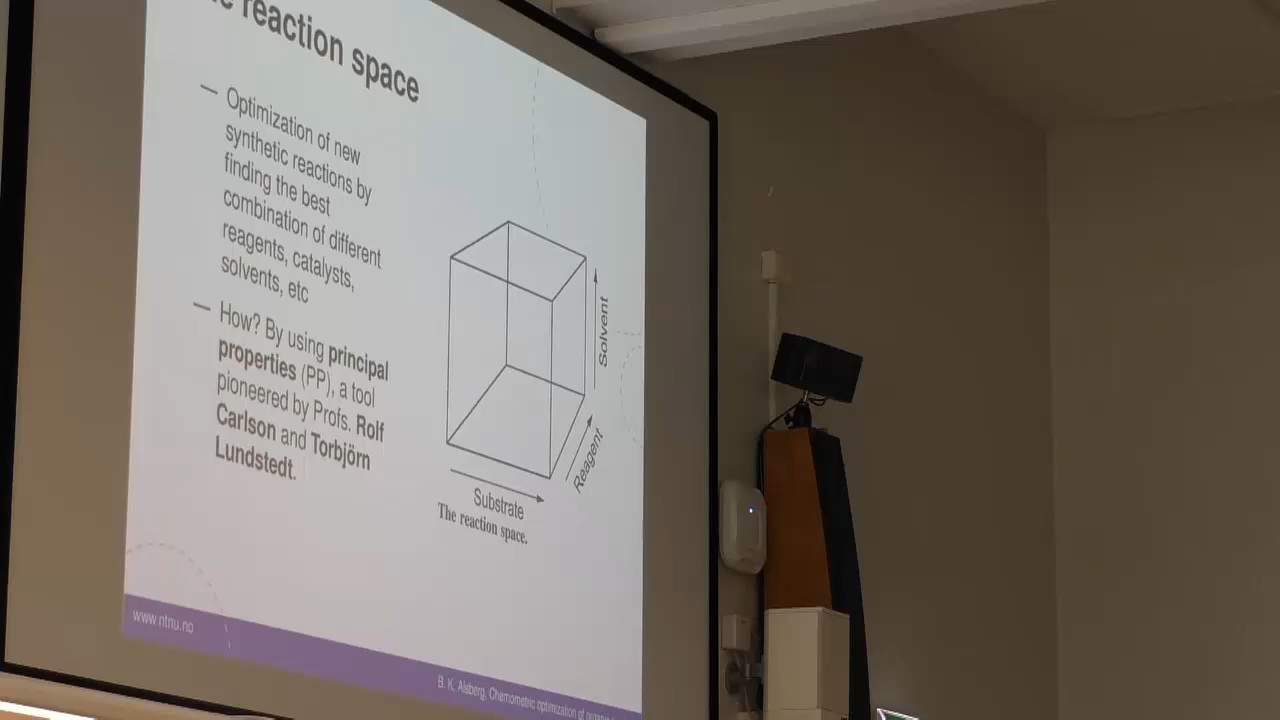 reaction space
— Optimization of new
synthetic reactions by
finding the best
combination of different
reagents, catalysts,
solvents, etc
— How? By using principal
properties (PP), a tool
pioneered by Profs. Rolf
Carlson and Torbjörn
Lundstedt.
Solvent
Reagent
Substrate
The reaction space.
www.ntnu.no
B. K. Alsberg, Chemometric optimization of